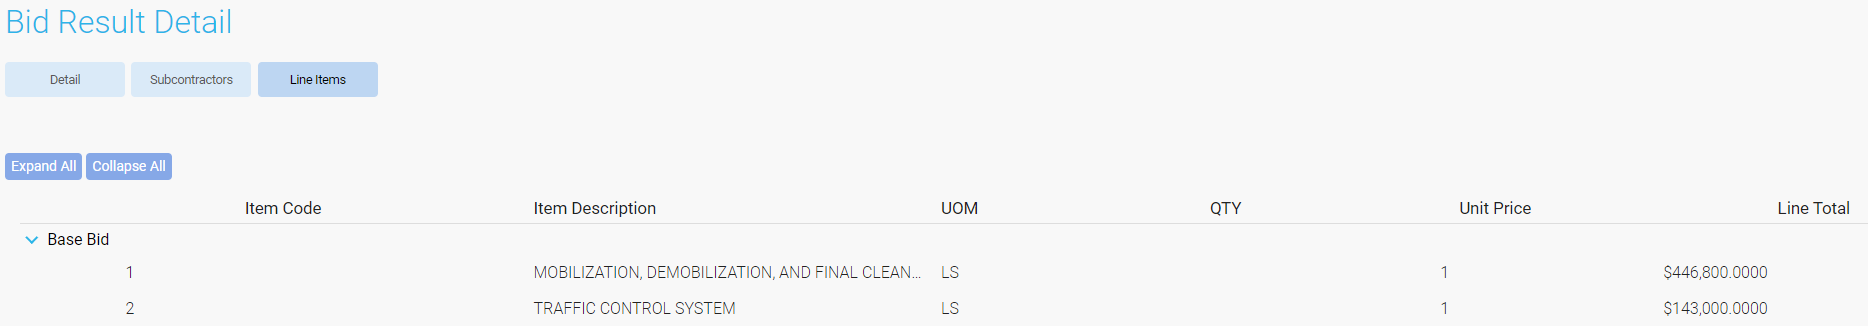 Bid Result Detail
Detail Subcontractors Line Items
Expand All Collapse All
Item Code Item Description UOM QTY Unit Price Line Total
Base Bid
1 MOBILIZATION, DEMOBILIZATION, AND FINAL CLEAN... LS 1 $446,800.0000
2 TRAFFIC CONTROL SYSTEM LS 1 $143,000.0000